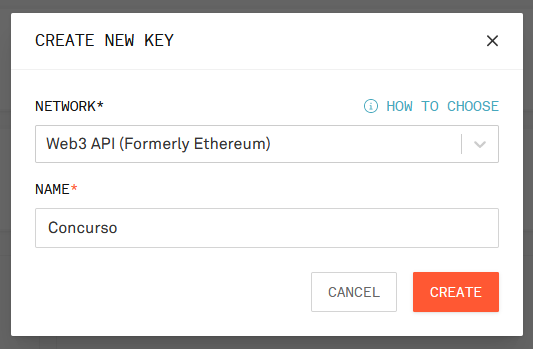 CREATE NEW KEY
NETWORK*
HOW TO CHOOSE
Web3 API (Formerly Ethereum)
NAME*
Concurso
CANCEL
CREATE